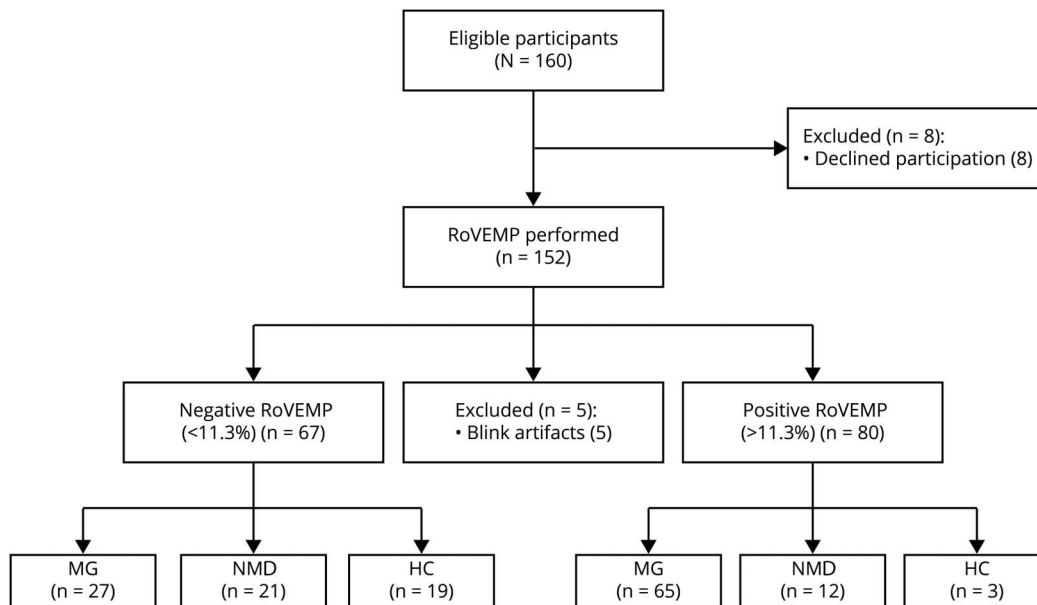 Eligible participants
(N = 160)
Excluded (n = 8):
• Declined participation (8)
RoVEMP performed
(n = 152)
Negative RoVEMP
(<11.3%) (n = 67)
Excluded (n = 5):
• Blink artifacts (5)
Positive RoVEMP
(>11.3%) (n = 80)
MG
(n = 27)
NMD
(n = 21)
HC
(n = 19)
MG
(n = 65)
NMD
(n = 12)
HC
(n = 3)